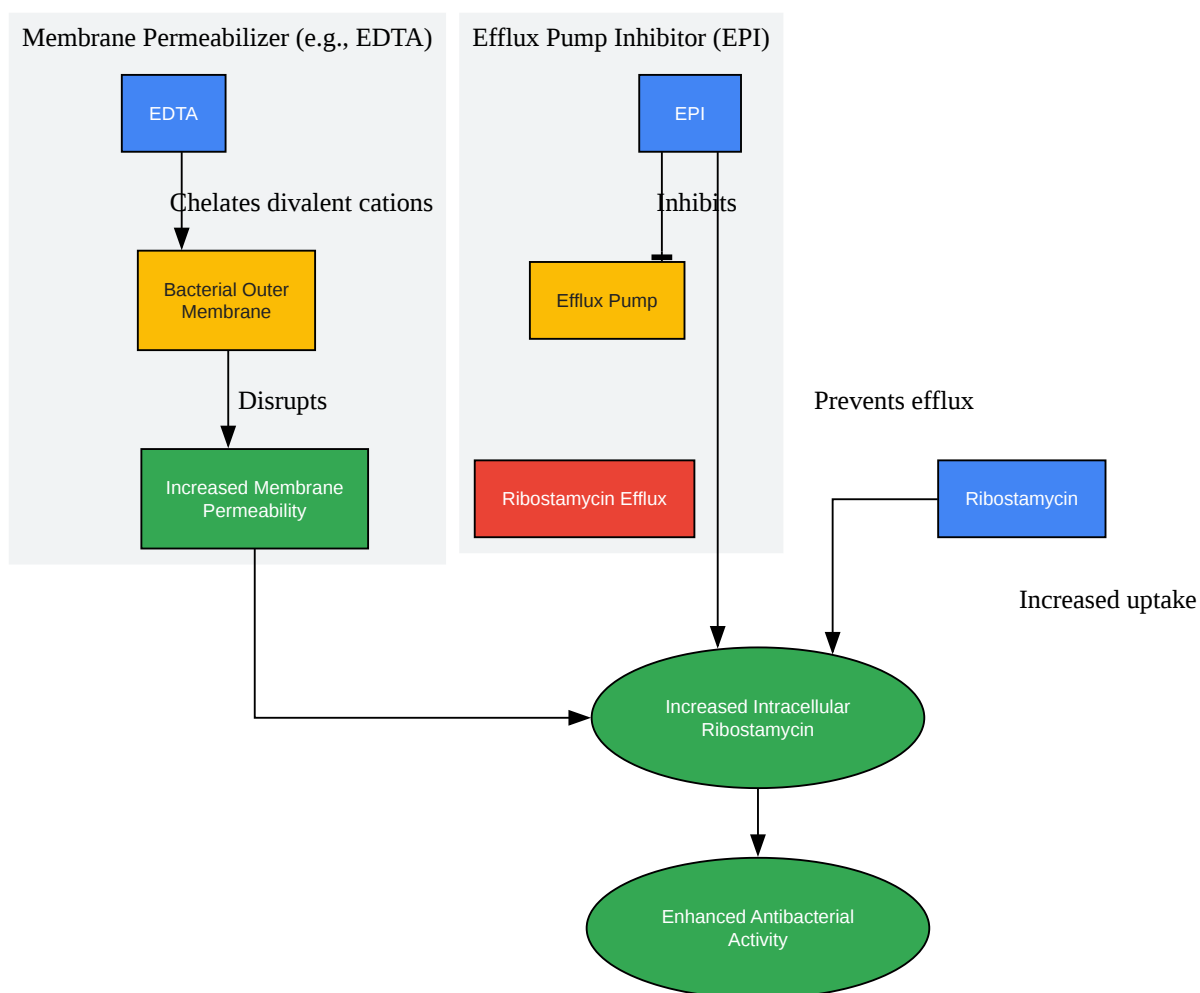 Membrane Permeabilizer (e.g., EDTA)
Efflux Pump Inhibitor (EPI)
EDTA
EPI
Chelates divalent cations
Inhibits
Bacterial Outer
Membrane
Efflux Pump
Disrupts
Prevents efflux
Increased Membrane
Permeability
Ribostamycin Efflux
Ribostamycin
Increased uptake
Increased Intracellular
Ribostamycin
Enhanced Antibacterial
Activity